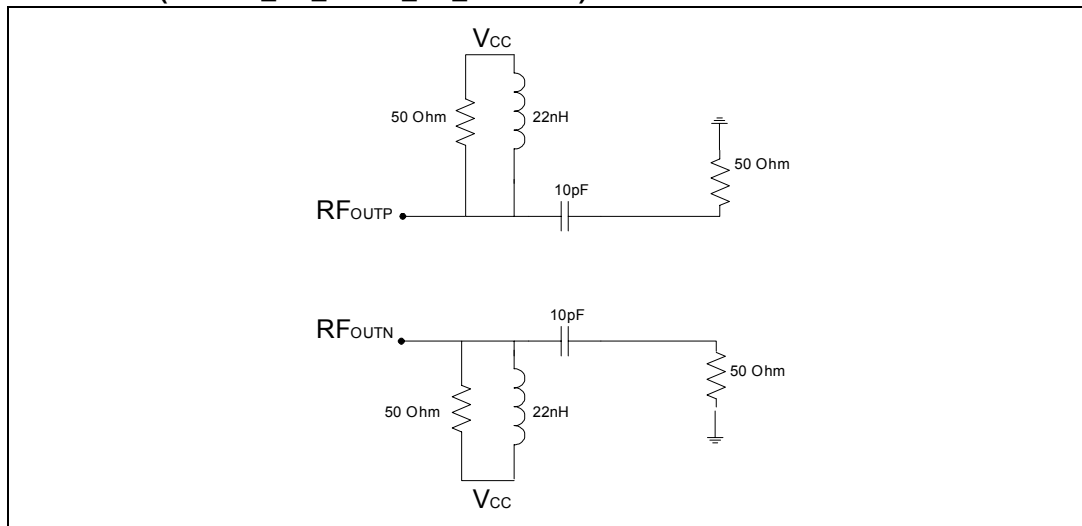 VCC
50 Ohm
22nH
50 Ohm
10pF
RFOUTP
10pF
RFOUTN
50 Ohm
50 Ohm
22nH
VCC